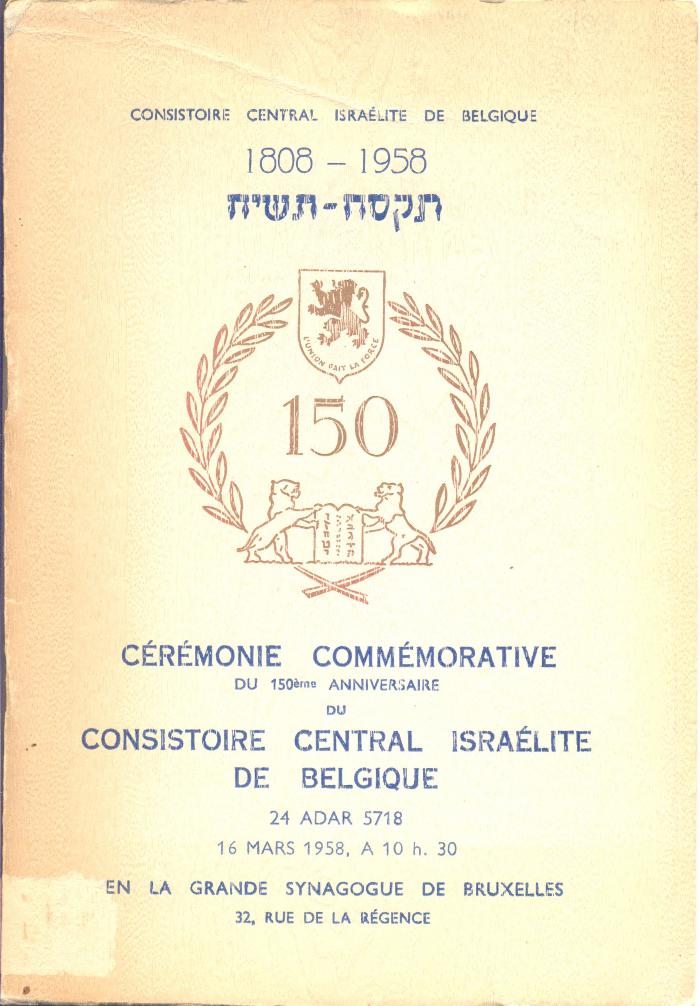 CONSISTOIRE CENTRAL ISRAÉLITE DE BELGIQUE
1808 – 1958
תקסח-תשיח
L'UNION FAIT LA FORCE
150
CÉRÉMONIE COMMÉMORATIVE
DU 150ème ANNIVERSAIRE
DU
CONSISTOIRE CENTRAL ISRAÉLITE
DE BELGIQUE
24 ADAR 5718
16 MARS 1958, A 10 h. 30
EN LA GRANDE SYNAGOGUE DE BRUXELLES
32, RUE DE LA RÉGENCE